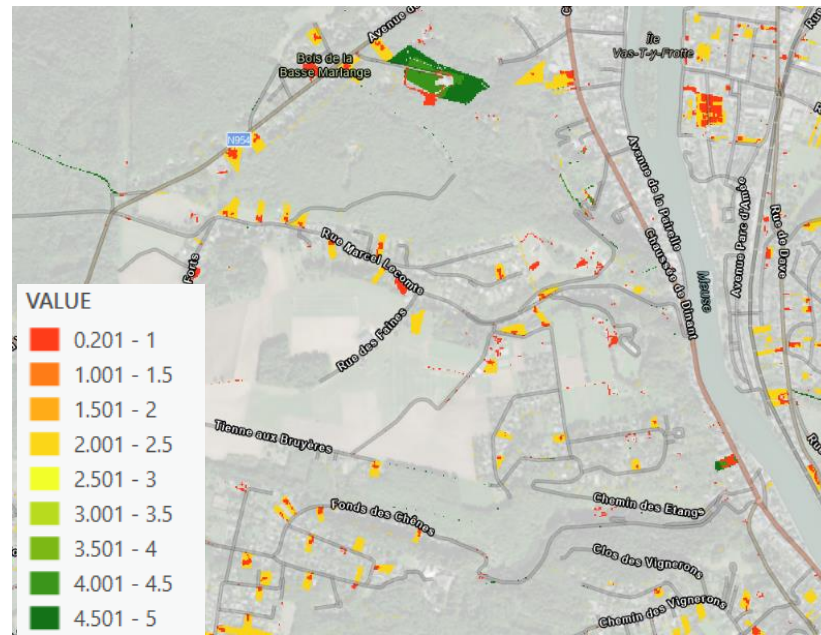 Avenue de
Bois de la
Basse Marlange
N954
Île
Vas-T-y-Frotte
Avenue de la Pairelle
Chaussée de Dinant
Meuse
Avenue Parc d'Amée
Rue de Dave
Rue Marcel Lecomte
Forts
Rue des Faines
Tienne aux Bruyères
Fonds des Chênes
Chemin des Etangs
Clos des Vignerons
Chemin des Vignerons
VALUE
0.201 - 1
1.001 - 1.5
1.501 - 2
2.001 - 2.5
2.501 - 3
3.001 - 3.5
3.501 - 4
4.001 - 4.5
4.501 - 5